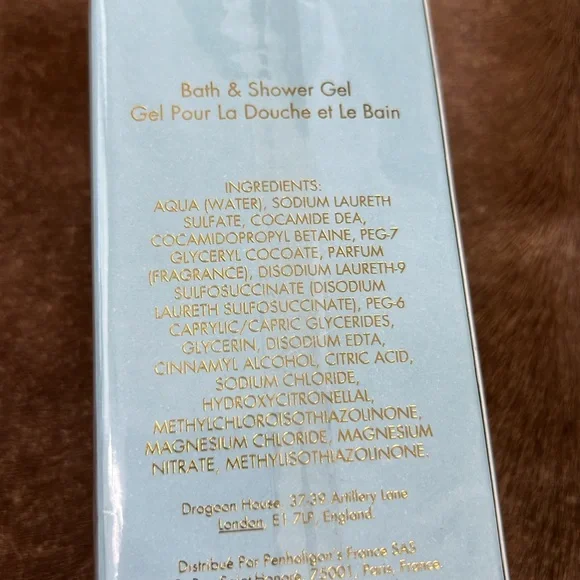 Bath & Shower Gel
Gel Pour La Douche et Le Bain
INGREDIENTS:
AQUA (WATER), SODIUM LAURETH
SULFATE, COCAMIDE DEA,
COCAMIDOPROPYL BETAINE, PEG-7
GLYCERYL COCOATE, PARFUM
(FRAGRANCE), DISODIUM LAURETH-9
SULFOSUCCINATE (DISODIUM
LAURETH SULFOSUCCINATE), PEG-6
CAPRYLIC/CAPRIC GLYCERIDES,
GLYCERIN, DISODIUM EDTA,
CINNAMYL ALCOHOL, CITRIC ACID,
SODIUM CHLORIDE,
HYDROXYCITRONELLAL,
METHYLCHLOROISOTHIAZOLINONE,
MAGNESIUM CHLORIDE, MAGNESIUM
NITRATE, METHYLISOTHIAZOLINONE.
Dragoon House, 37-39 Artillery Lane
London, E1 7LP, England.
Distribué Par Penhaligon's France SAS
Honoré, 75001, Paris, France.